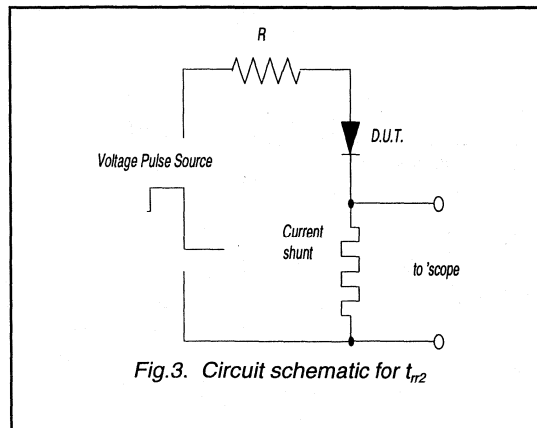 R
D.U.T.
Voltage Pulse Source
Current
shunt
to 'scope
Fig.3. Circuit schematic for trr2